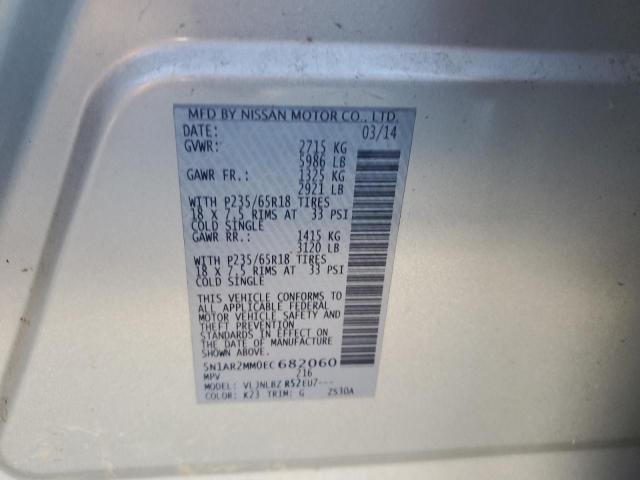 MFD BY NISSAN MOTOR CO., LTD.
DATE: 03/14
GVWR: 2715 KG
5986 LB
GAWR FR.: 1325 KG
2921 LB
WITH P235/65R18 TIRES
18 X 7.5 RIMS AT 33 PSI
COLD SINGLE
GAWR RR.: 1415 KG
3120 LB
WITH P235/65R18 TIRES
18 X 7.5 RIMS AT 33 PSI
COLD SINGLE
THIS VEHICLE CONFORMS TO
ALL APPLICABLE FEDERAL
MOTOR VEHICLE SAFETY AND
THEFT PREVENTION
STANDARDS IN EFFECT ON
THE DATE OF MANUFACTURE
5N1AR2MM0EC682060
MPV 216
MODEL: R52EU7---
COLOR: K23 TRIM: G ZS30A